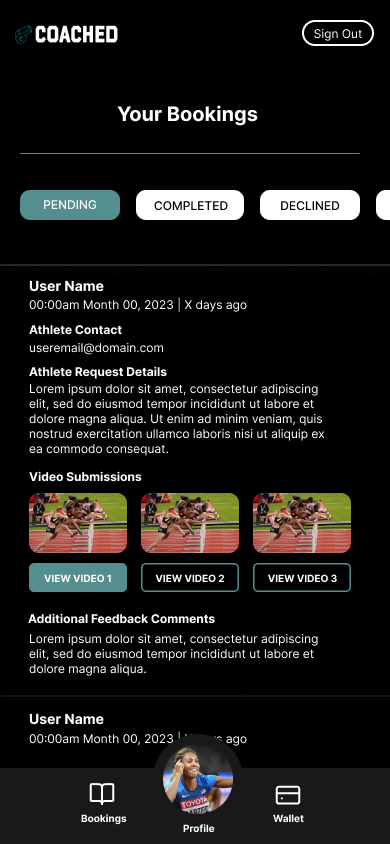 COACHED
Sign Out
Your Bookings
PENDING
COMPLETED
DECLINED
User Name
00:00am Month 00, 2023 | X days ago
Athlete Contact
useremail@domain.com
Athlete Request Details
Lorem ipsum dolor sit amet, consectetur adipiscing
elit, sed do eiusmod tempor incididunt ut labore et
dolore magna aliqua. Ut enim ad minim veniam, quis
nostrud exercitation ullamco laboris nisi ut aliquip ex
ea commodo consequat.
Video Submissions
VIEW VIDEO 1
VIEW VIDEO 2
VIEW VIDEO 3
Additional Feedback Comments
Lorem ipsum dolor sit amet, consectetur adipiscing
elit, sed do eiusmod tempor incididunt ut labore et
dolore magna aliqua.
User Name
00:00am Month 00, 2023 | ago
TOYOTA
Bookings
Profile
Wallet